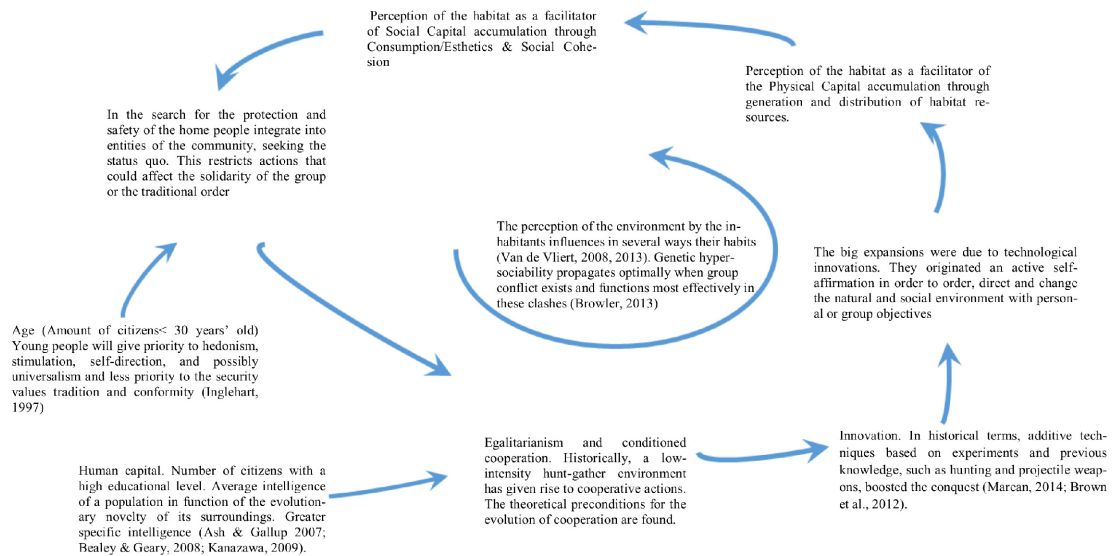 Perception of the habitat as a facilitator
of Social Capital accumulation through
Consumption/Esthetics & Social Cohe-
sion
Perception of the habitat as a facilitator of
the Physical Capital accumulation through
generation and distribution of habitat re-
sources.
In the search for the protection and
safety of the home people integrate into
entities of the community, seeking the
status quo. This restricts actions that
could affect the solidarity of the group
or the traditional order
The perception of the environment by the in-
habitants influences in several ways their habits
(Van de Vliert, 2008, 2013). Genetic hyper-
sociability propagates optimally when group
conflict exists and functions most effectively in
these clashes (Browler, 2013)
The big expansions were due to technological
innovations. They originated an active self-
affirmation in order to order, direct and change
the natural and social environment with person-
al or group objectives
Age (Amount of citizens< 30 years’ old)
Young people will give priority to hedonism,
stimulation, self-direction, and possibly
universalism and less priority to the security
values tradition and conformity (Inglehart,
1997)
Human capital. Number of citizens with a
high educational level. Average intelligence
of a population in function of the evolution-
ary novelty of its surroundings. Greater
specific intelligence (Ash & Gallup 2007;
Bealey & Geary, 2008; Kanazawa, 2009).
Egalitarianism and conditioned
cooperation. Historically, a low-
intensity hunt-gather environment
has given rise to cooperative actions.
The theoretical preconditions for the
evolution of cooperation are found.
Innovation. In historical terms, additive tech-
niques based on experiments and previous
knowledge, such as hunting and projectile weap-
ons, boosted the conquest (Marean, 2014; Brown
et al., 2012).